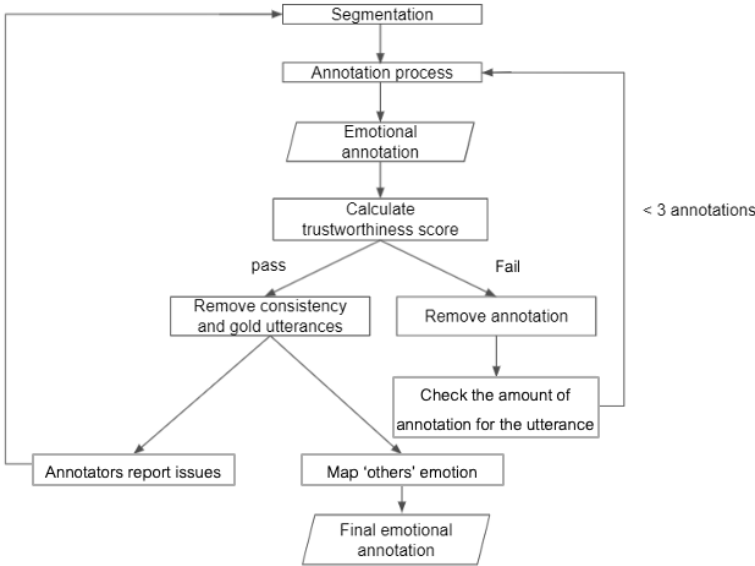 Segmentation
Annotation process
Emotional
annotation
Calculate
trustworthiness score
< 3 annotations
pass
Fail
Remove consistency
and gold utterances
Remove annotation
Check the amount of
annotation for the utterance
Annotators report issues
Map ‘others’ emotion
Final emotional
annotation